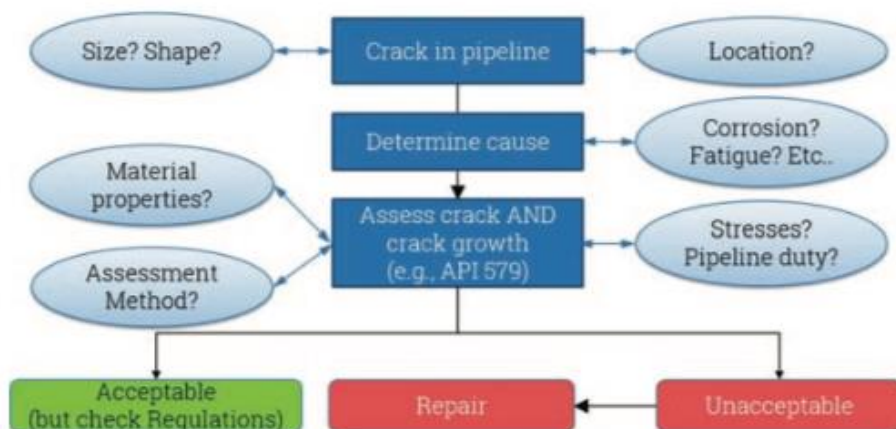 Size? Shape?
Crack in pipeline
Location?
Determine cause
Corrosion?
Fatigue? Etc..
Material
properties?
Assess crack AND
crack growth
(e.g., API 579)
Stresses?
Pipeline duty?
Assessment
Method?
Acceptable
(but check Regulations)
Repair
Unacceptable